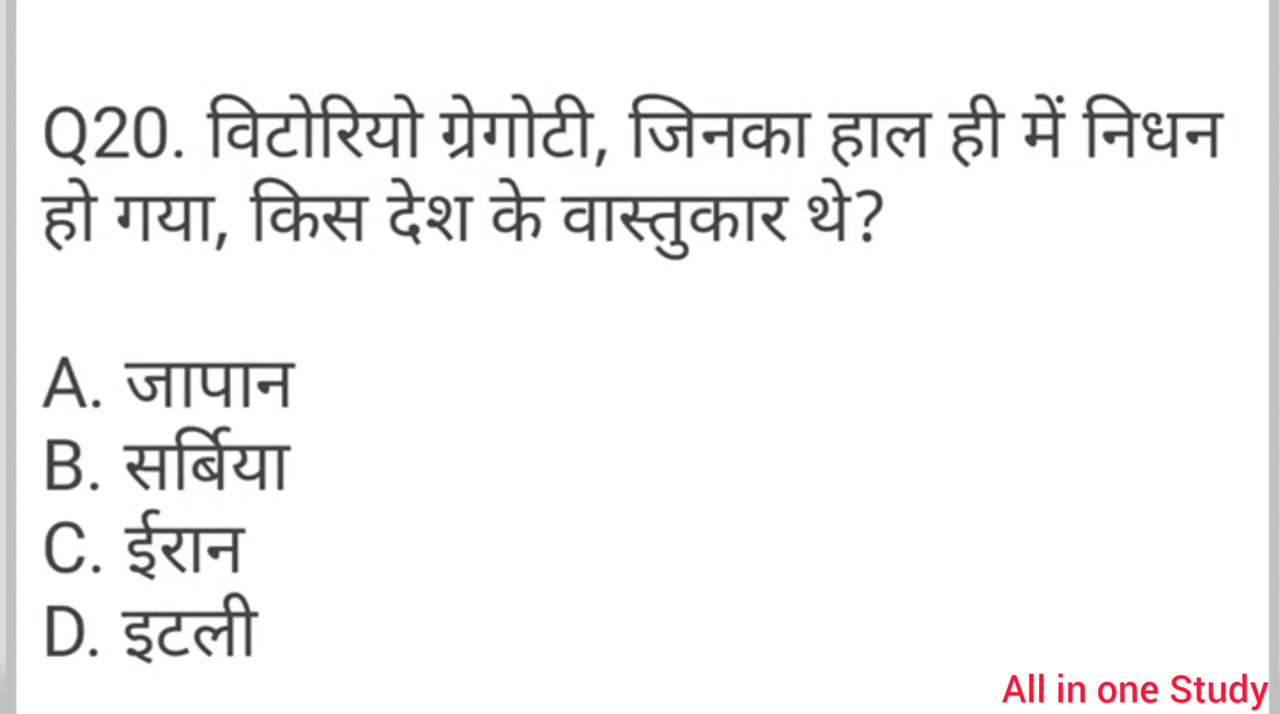 Q20. विटोरियो ग्रेगोटी, जिनका हाल ही में निधन
हो गया, किस देश के वास्तुकार थे?
A. जापान
B. सर्बिया
C. ईरान
D. इटली
All in one Study